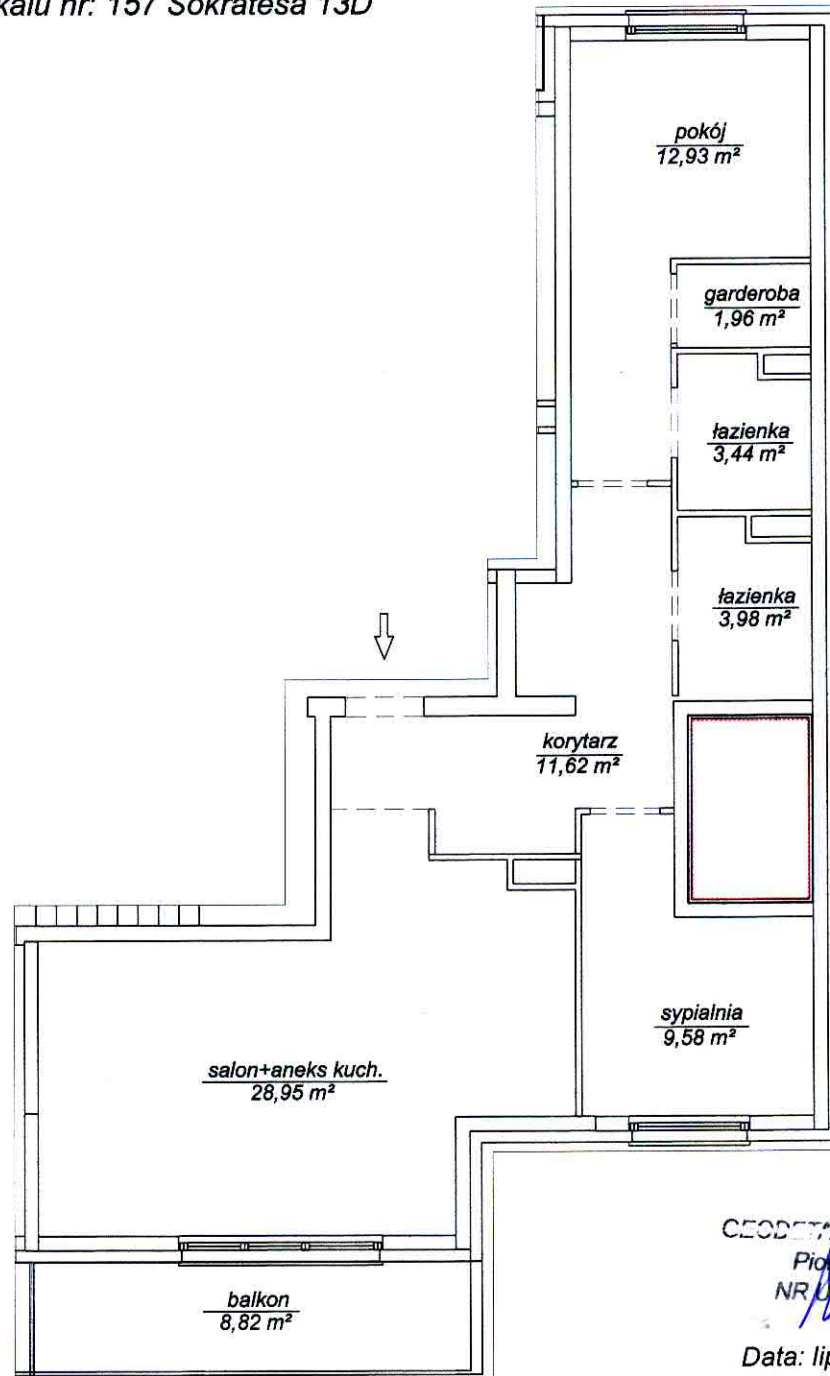 nr: 157 Sokratesa 13D
pokój
12,93 m²
garderoba
1,96 m²
łazienka
3,44 m²
łazienka
3,98 m²
korytarz
11,62 m²
sypialnia
9,58 m²
salon+aneks kuch.
28,95 m²
balkon
8,82 m²
NR
Data: